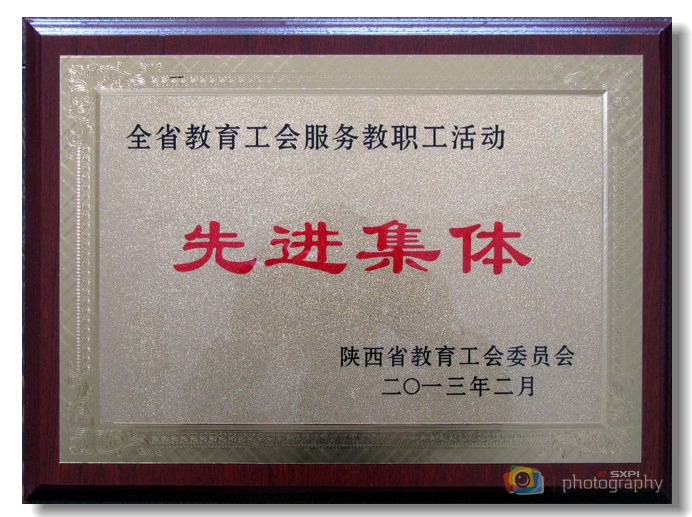 全省教育工会服务教职工活动
先进集体
陕西省教育工会委员会
二〇一三年二月
SXPI
photography